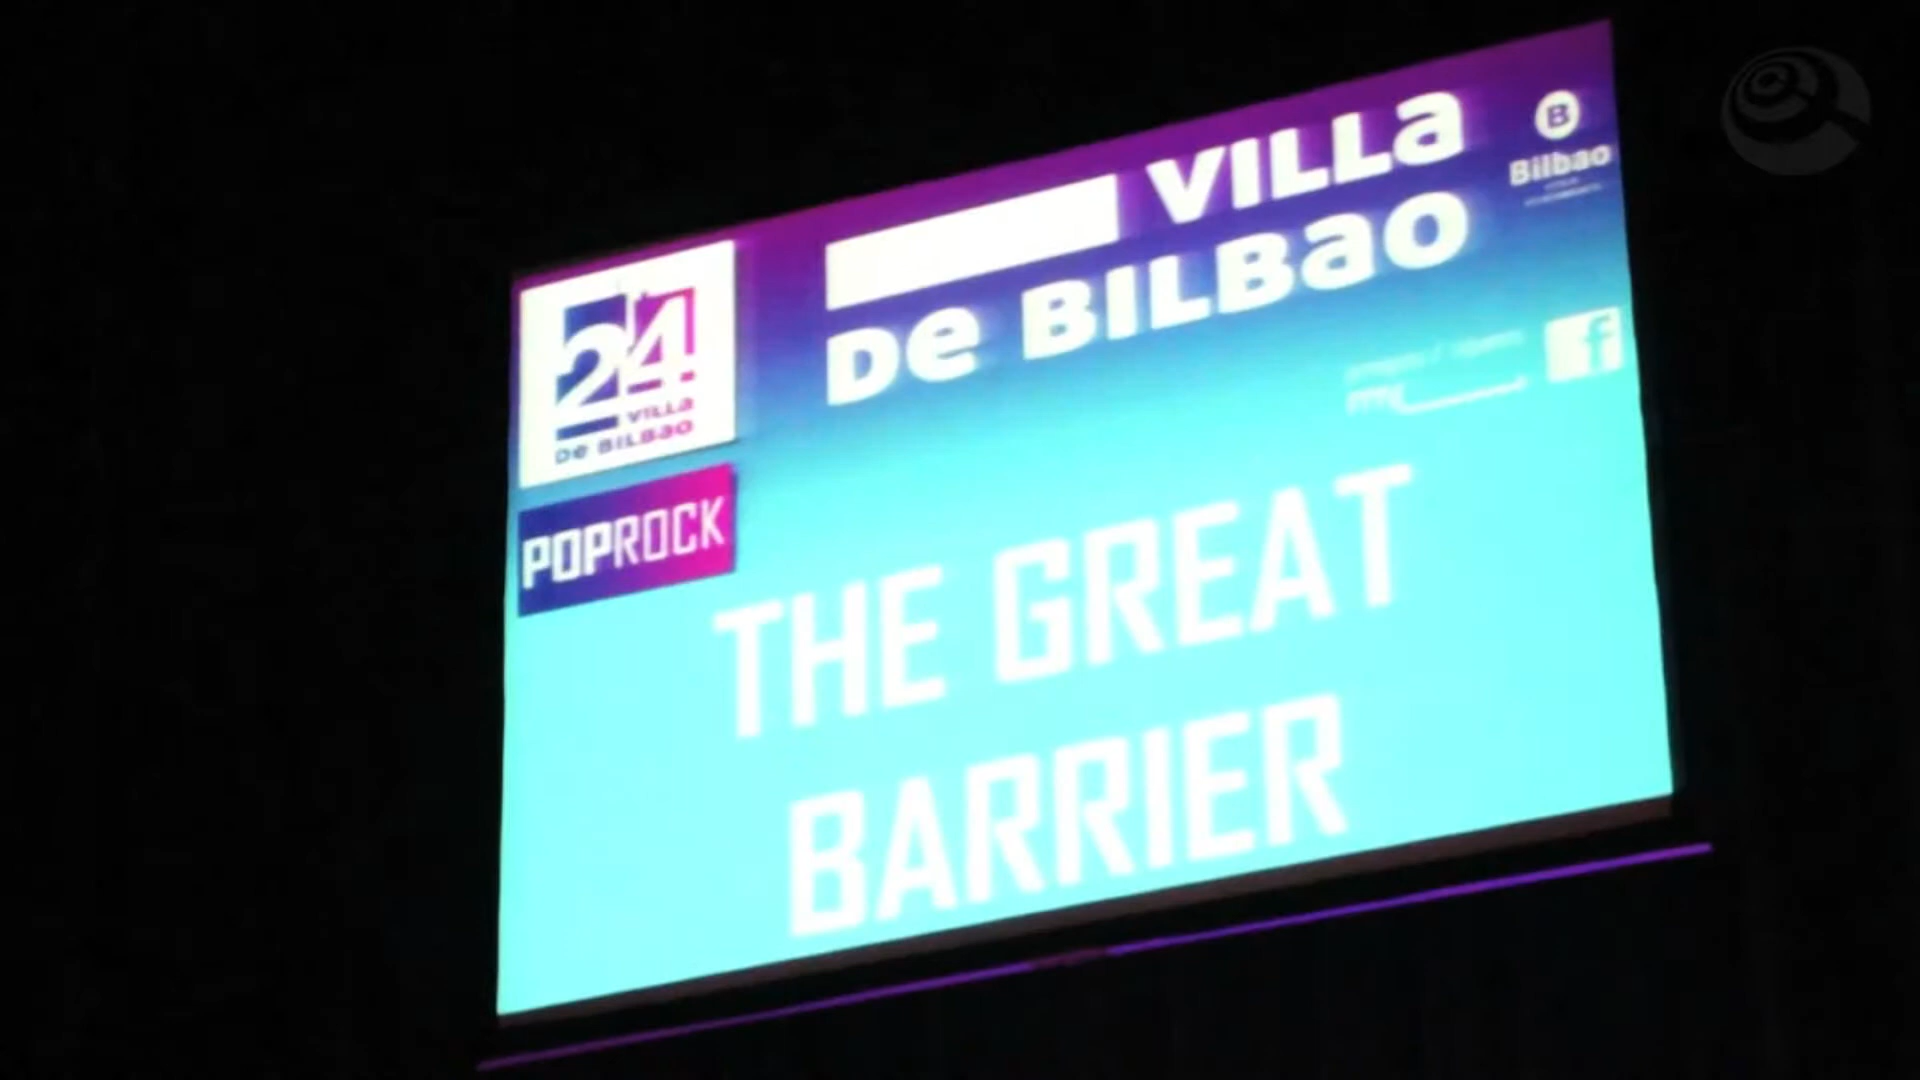 VILLa
De BILBao
B
Bilbao
24
VILLa
De BILBao
f
POPROCK
THE GREAT
BARRIER